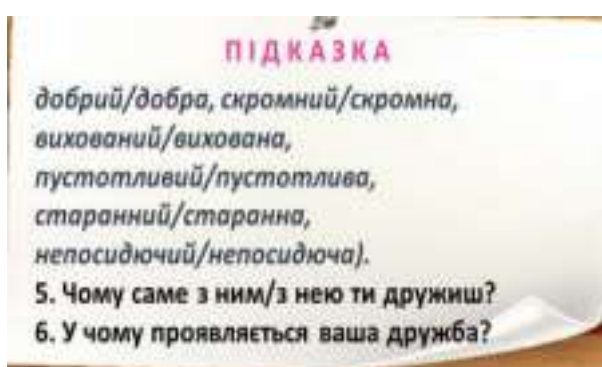 ПІДКАЗКА
добрий/добра, скромний/скромна,
вихований/вихована,
пустотливий/пустотлива,
старанний/старанна,
непосидючий/непосидюча).
5. Чому саме з ним/з нею ти дружиш?
6. У чому проявляється ваша дружба?